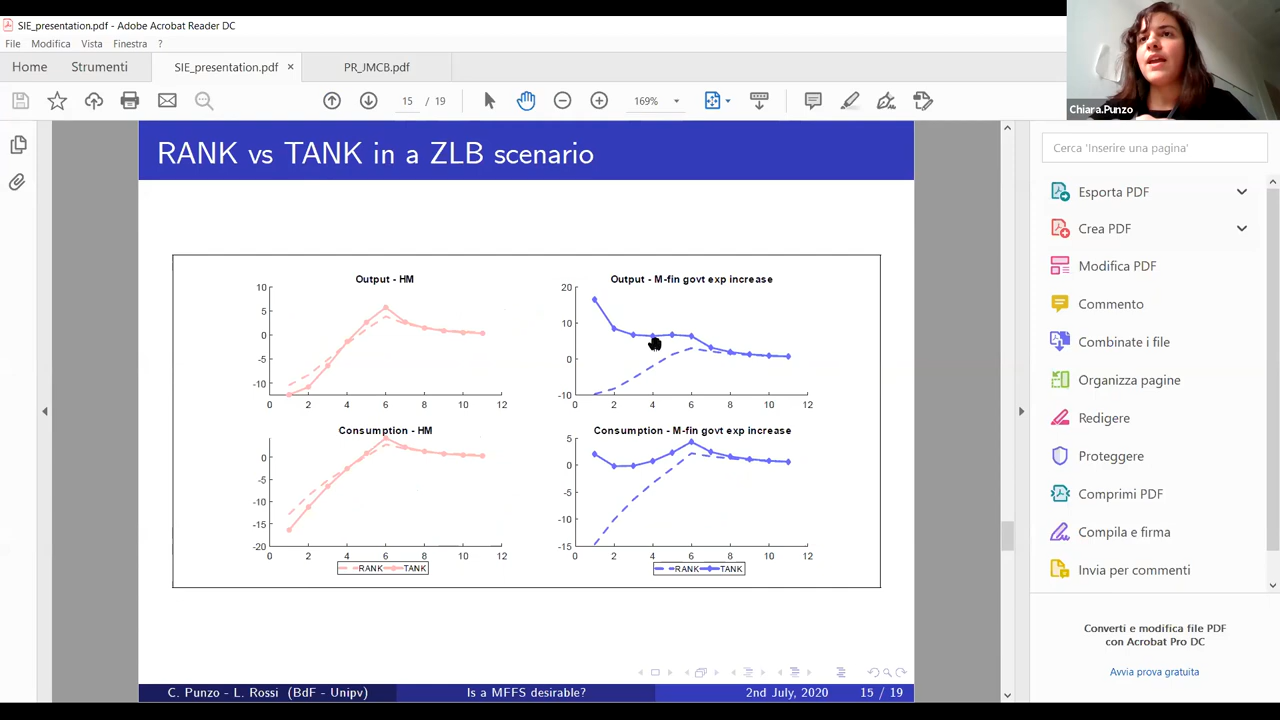 SIE_presentation.pdf - Adobe Acrobat Reader DC
File Modifica Vista Finestra ?
Home Strumenti SIE_presentation.pdf × PR_JMCB.pdf
15 / 19 169%
Chiara.Punzo
Cerca 'Inserire una pagina'
Esporta PDF
Crea PDF
Modifica PDF
Commento
Combinate i file
Organizza pagine
Redigere
Proteggere
Comprimi PDF
Compila e firma
Invia per commenti
Converti e modifica file PDF
con Acrobat Pro DC
Avvia prova gratuita
RANK vs TANK in a ZLB scenario
Output - HM
10
5
0
-5
-10
0 2 4 6 8 10 12
Output - M-fin govt exp increase
20
10
0
-10
0 2 4 6 8 10 12
Consumption - HM
0
-5
-10
-15
-20
0 2 4 6 8 10 12
RANK TANK
Consumption - M-fin govt exp increase
5
0
-5
-10
-15
0 2 4 6 8 10 12
RANK TANK
C. Punzo - L. Rossi (BdF - Unipv) Is a MFFS desirable? 2nd July, 2020 15 / 19